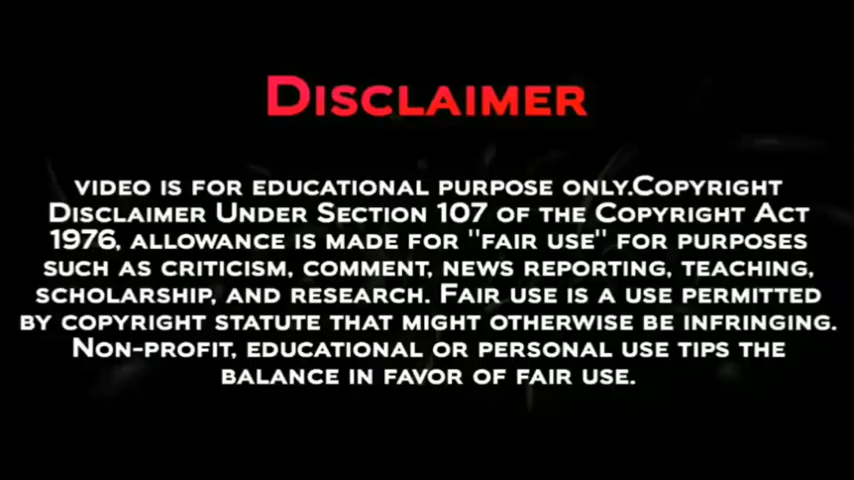 Disclaimer
VIDEO IS FOR EDUCATIONAL PURPOSE ONLY.COPYRIGHT
DISCLAIMER UNDER SECTION 107 OF THE COPYRIGHT ACT
1976, ALLOWANCE IS MADE FOR "FAIR USE" FOR PURPOSES
SUCH AS CRITICISM, COMMENT, NEWS REPORTING, TEACHING,
SCHOLARSHIP, AND RESEARCH. FAIR USE IS A USE PERMITTED
BY COPYRIGHT STATUTE THAT MIGHT OTHERWISE BE INFRINGING.
NON-PROFIT, EDUCATIONAL OR PERSONAL USE TIPS THE
BALANCE IN FAVOR OF FAIR USE.